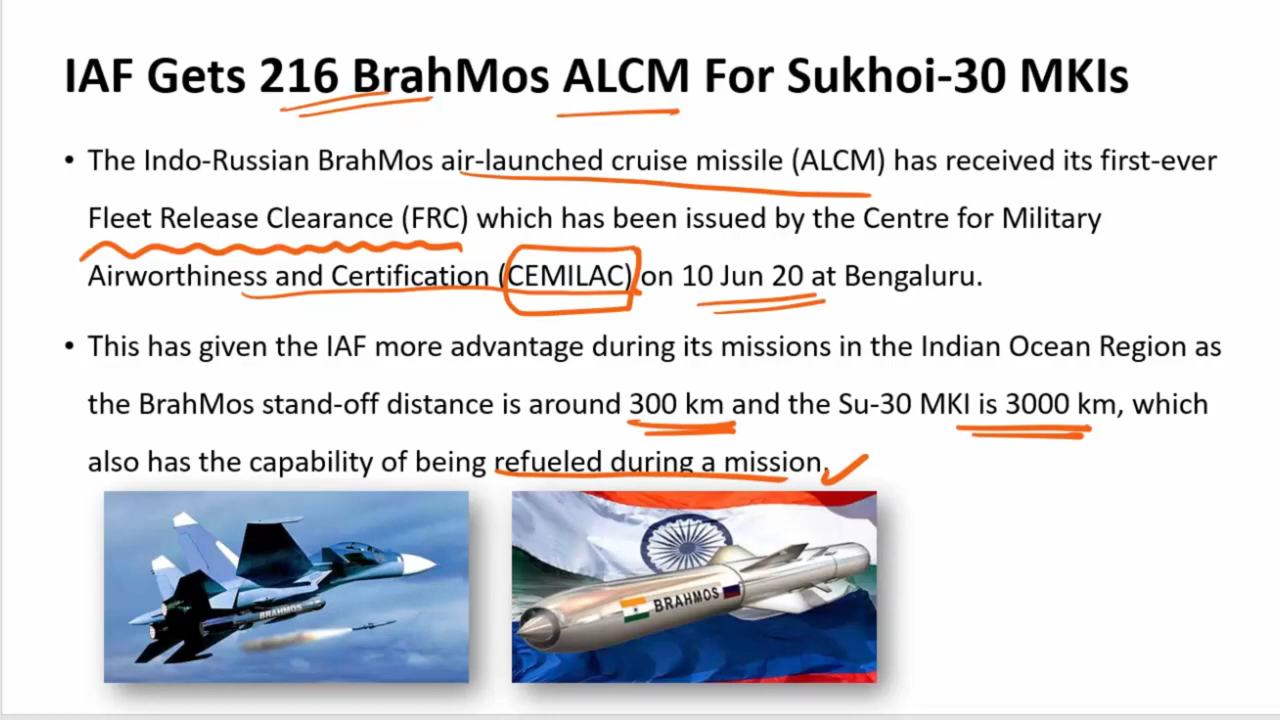 IAF Gets 216 BrahMos ALCM For Sukhoi-30 MKIs
• The Indo-Russian BrahMos air-launched cruise missile (ALCM) has received its first-ever
Fleet Release Clearance (FRC) which has been issued by the Centre for Military
Airworthiness and Certification (CEMILAC) on 10 Jun 20 at Bengaluru.
• This has given the IAF more advantage during its missions in the Indian Ocean Region as
the BrahMos stand-off distance is around 300 km and the Su-30 MKI is 3000 km, which
also has the capability of being refueled during a mission.
BRAHMOS
BRAHMOS